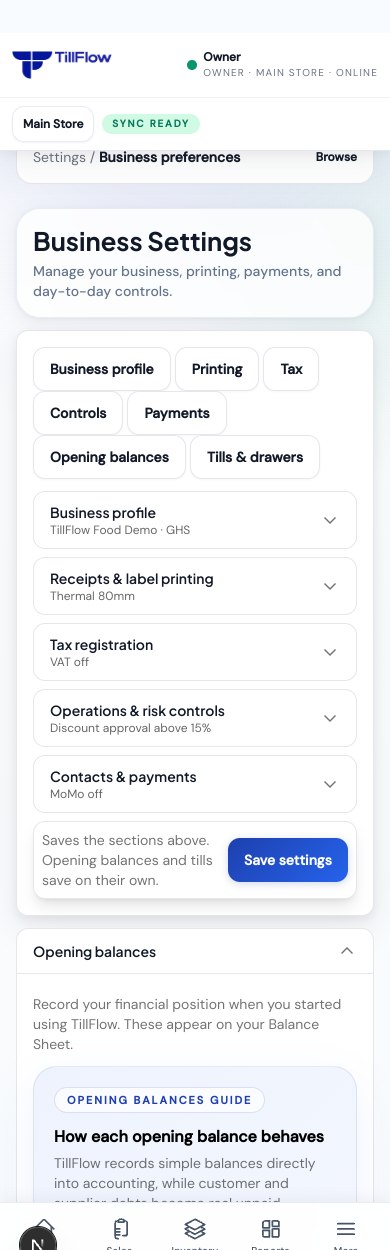 TillFlow
Owner
OWNER · MAIN STORE · ONLINE
Main Store
SYNC READY
Settings / Business preferences
Browse
Business Settings
Manage your business, printing, payments, and
day-to-day controls.
Business profile
Printing
Tax
Controls
Payments
Opening balances
Tills & drawers
Business profile
TillFlow Food Demo · GHS
Receipts & label printing
Thermal 80mm
Tax registration
VAT off
Operations & risk controls
Discount approval above 15%
Contacts & payments
MoMo off
Saves the sections above.
Opening balances and tills
save on their own.
Save settings
Opening balances
Record your financial position when you started
using TillFlow. These appear on your Balance
Sheet.
OPENING BALANCES GUIDE
How each opening balance behaves
TillFlow records simple balances directly
into accounting, while customer and
supplier debts become real unpaid
N
Sales
Inventory
Reports
More